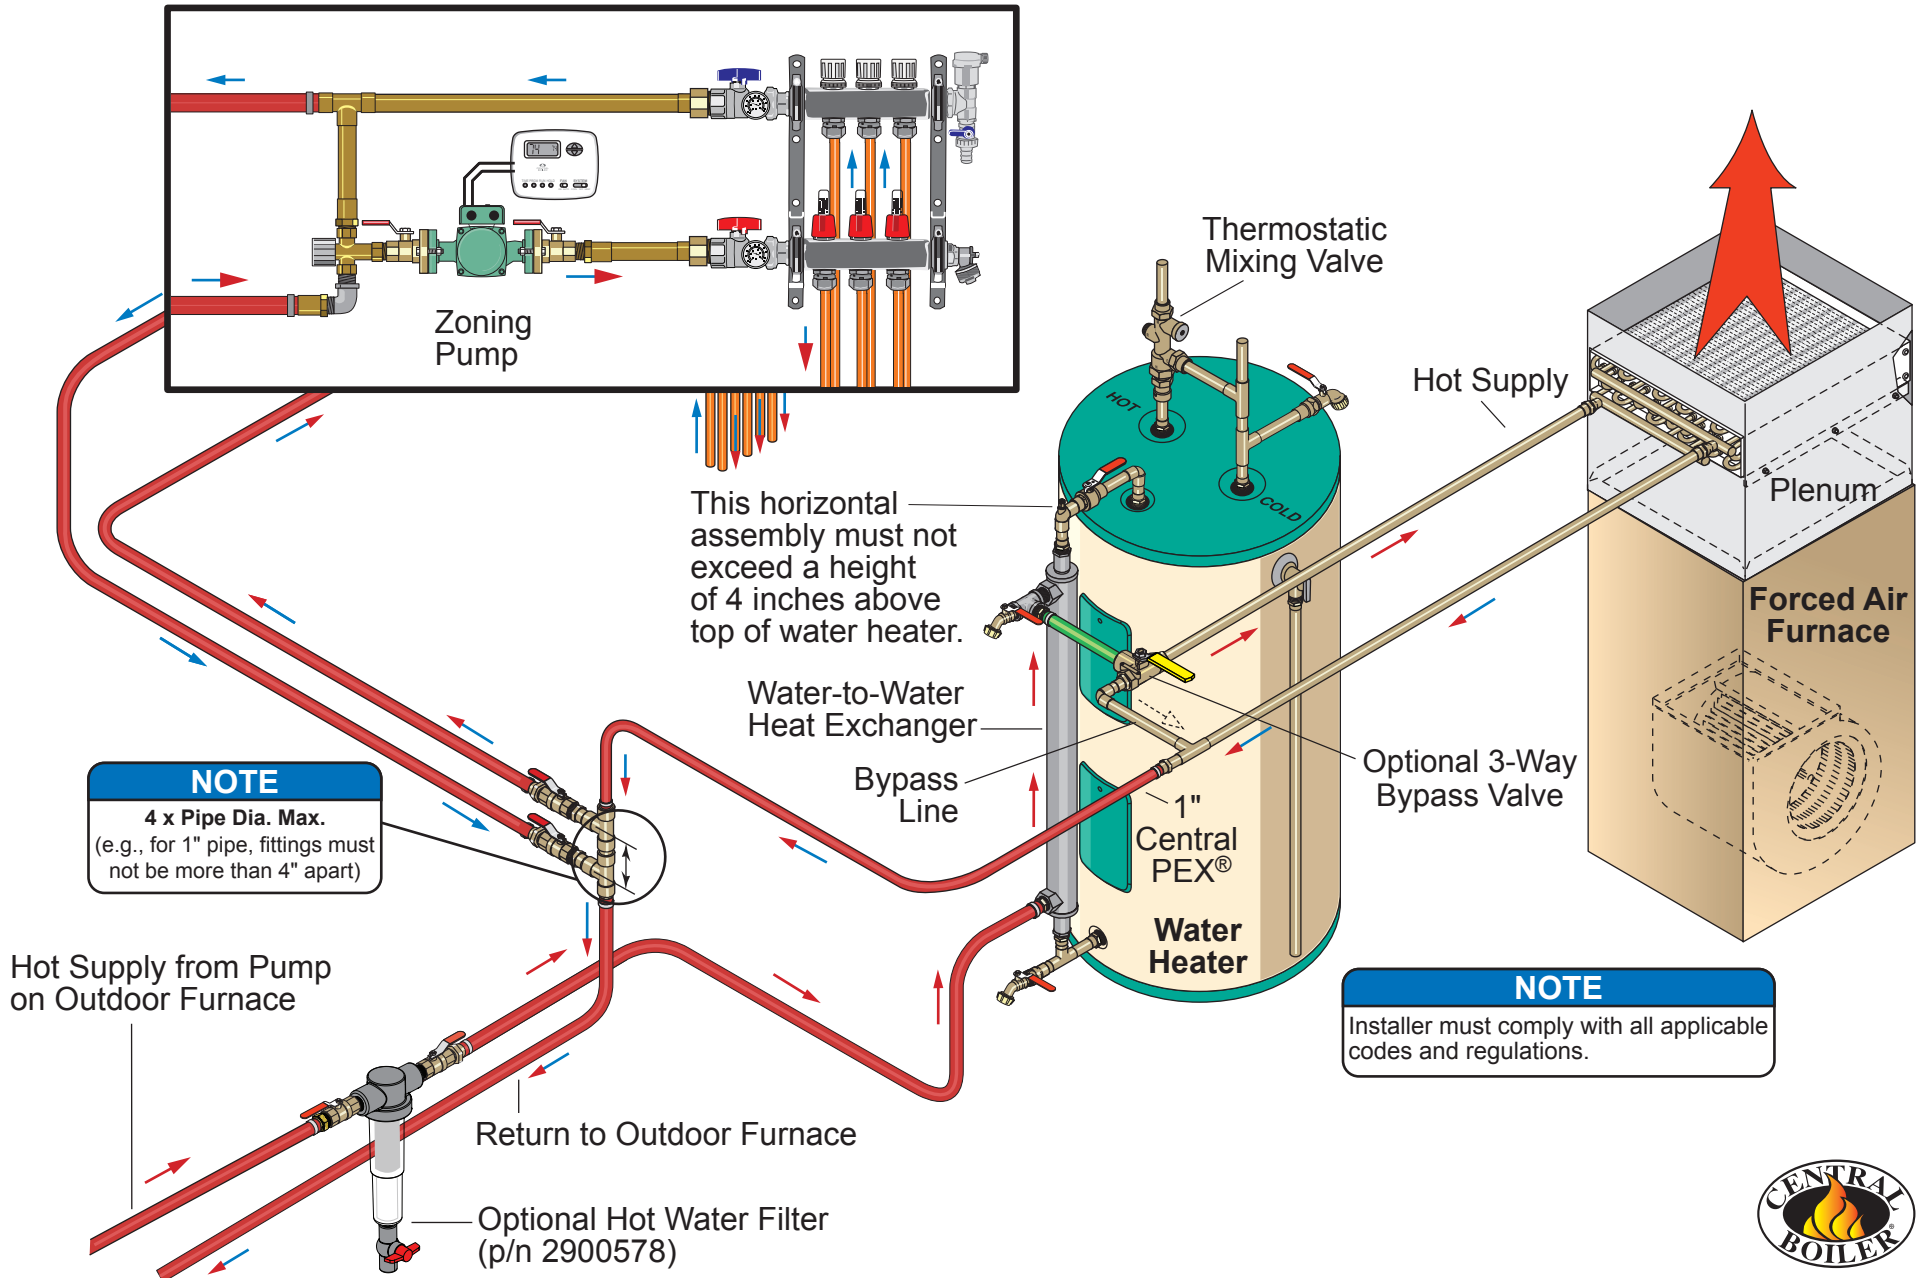 Zoning
Pump
Thermostatic
Mixing Valve
Hot Supply
HOT
COLD
Plenum
This horizontal
assembly must not
exceed a height
of 4 inches above
top of water heater.
Forced Air
Furnace
Water-to-Water
Heat Exchanger
Bypass
Line
Optional 3-Way
Bypass Valve
1"
Central
PEX®
NOTE
4 x Pipe Dia. Max.
(e.g., for 1" pipe, fittings must
not be more than 4" apart)
Water
Heater
Hot Supply from Pump
on Outdoor Furnace
NOTE
Installer must comply with all applicable
codes and regulations.
Return to Outdoor Furnace
Optional Hot Water Filter
(p/n 2900578)
CENTRAL
BOILER®